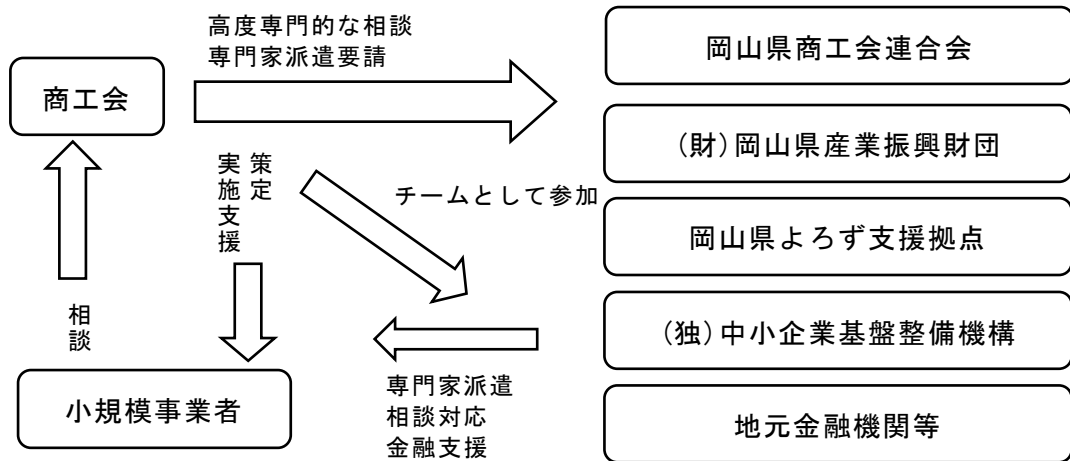 高度専門的な相談
専門家派遣要請
商工会
岡山県商工会連合会
(財)岡山県産業振興財団
策定
実施支援
チームとして参加
岡山県よろず支援拠点
相談
(独)中小企業基盤整備機構
小規模事業者
専門家派遣
相談対応
金融支援
地元金融機関等